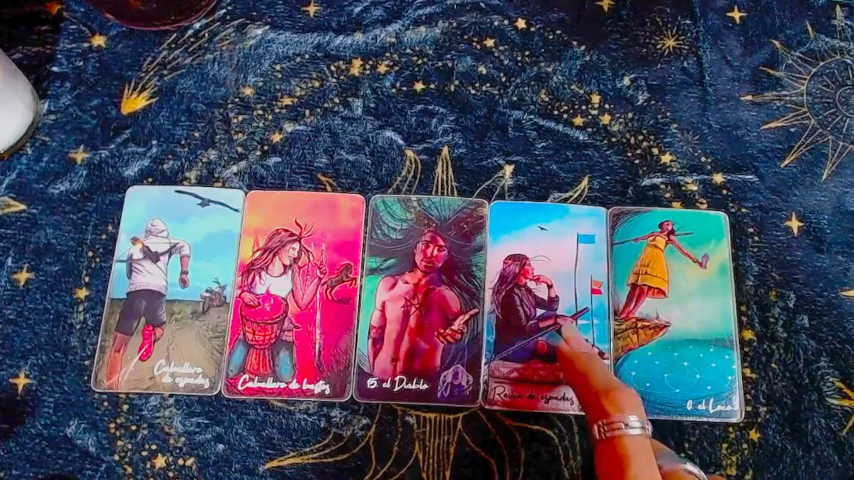 Caballero
de espadas
Caballero de bastos
15 el Diablo
Reina de espadas
0. el Loco